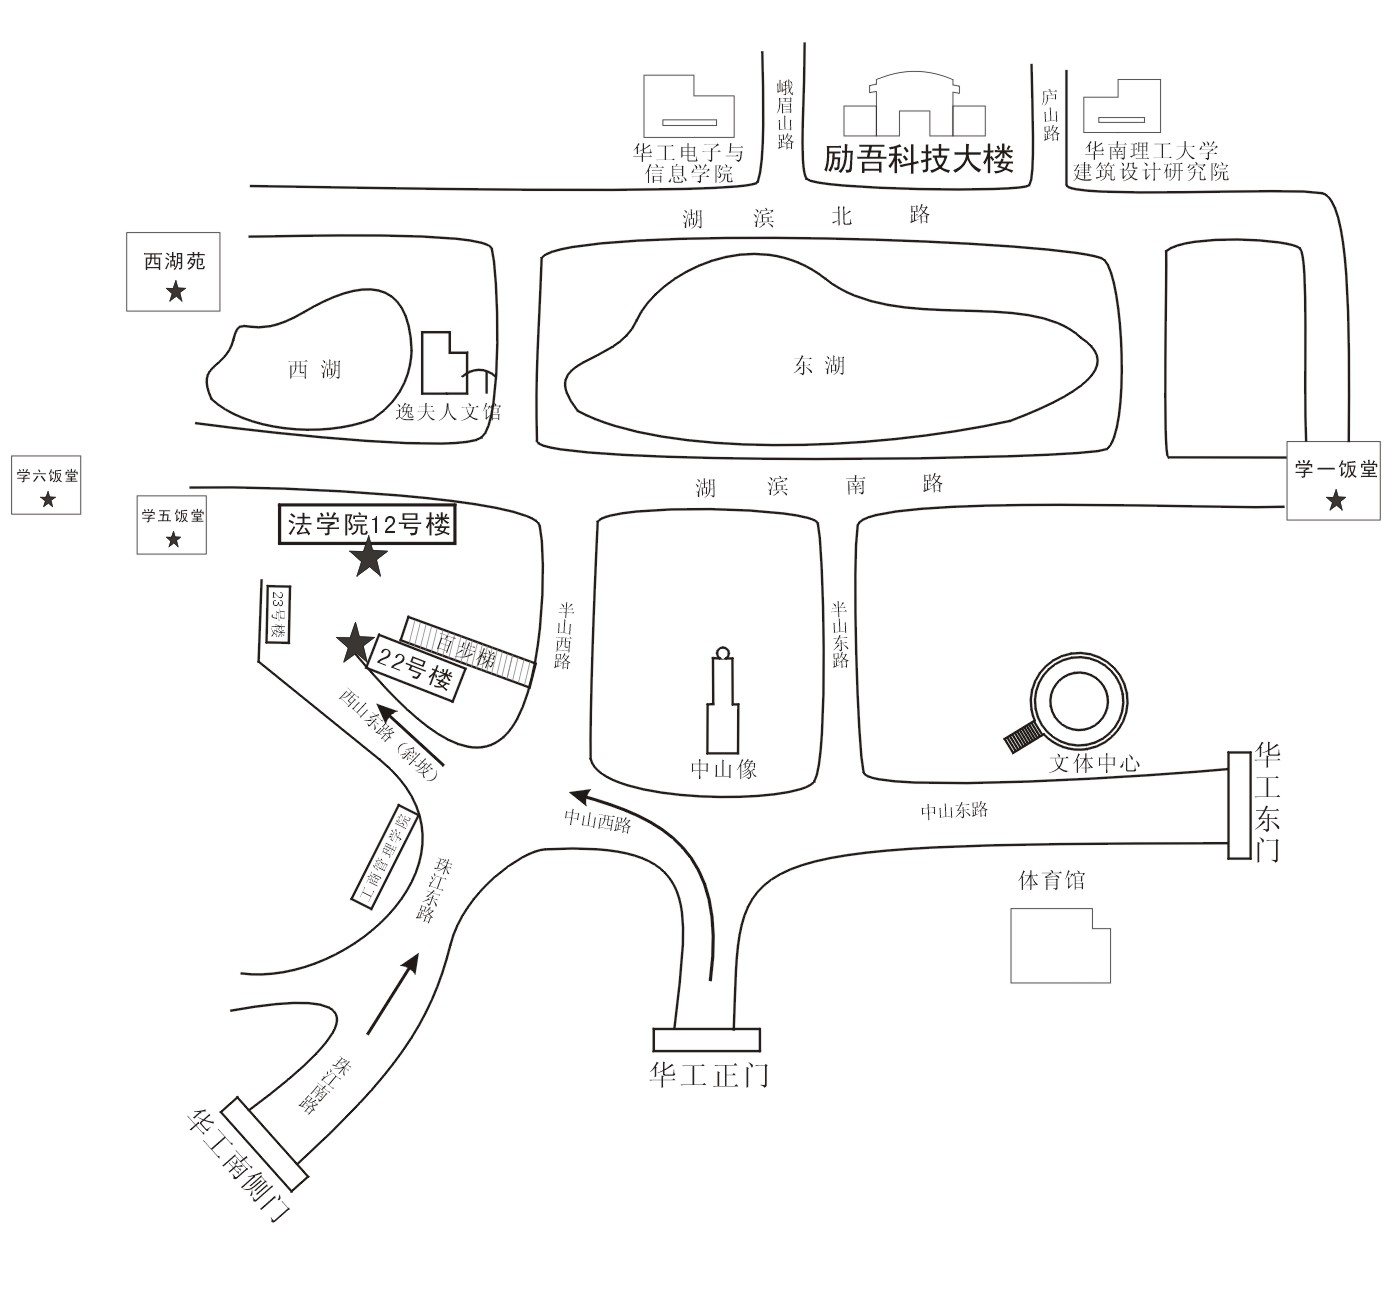 峨眉山路
庐山路
华工电子与
信息学院
励吾科技大楼
华南理工大学
建筑设计研究院
湖滨北路
西湖苑
西湖
东湖
逸夫人文馆
学六饭堂
学五饭堂
学一饭堂
湖滨南路
法学院12号楼
23号楼
百步梯
22号楼
半山西路
半山东路
西山东路（斜坡）
中山像
文体中心
华工东门
中山西路
中山东路
工商管理学院
珠江东路
体育馆
珠江南路
华工正门
华工南侧门